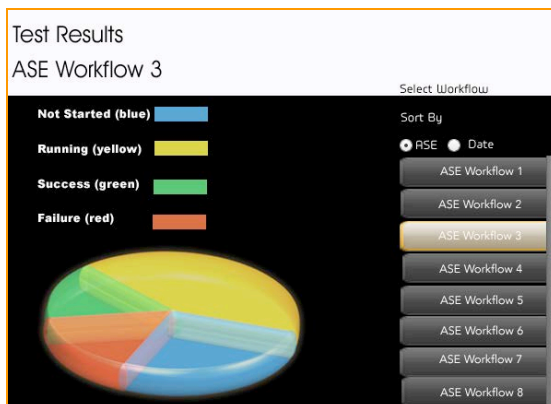 Test Results
ASE Workflow 3
Select Workflow
Sort By
ASE Date
Not Started (blue)
Running (yellow)
Success (green)
Failure (red)
ASE Workflow 1
ASE Workflow 2
ASE Workflow 3
ASE Workflow 4
ASE Workflow 5
ASE Workflow 6
ASE Workflow 7
ASE Workflow 8